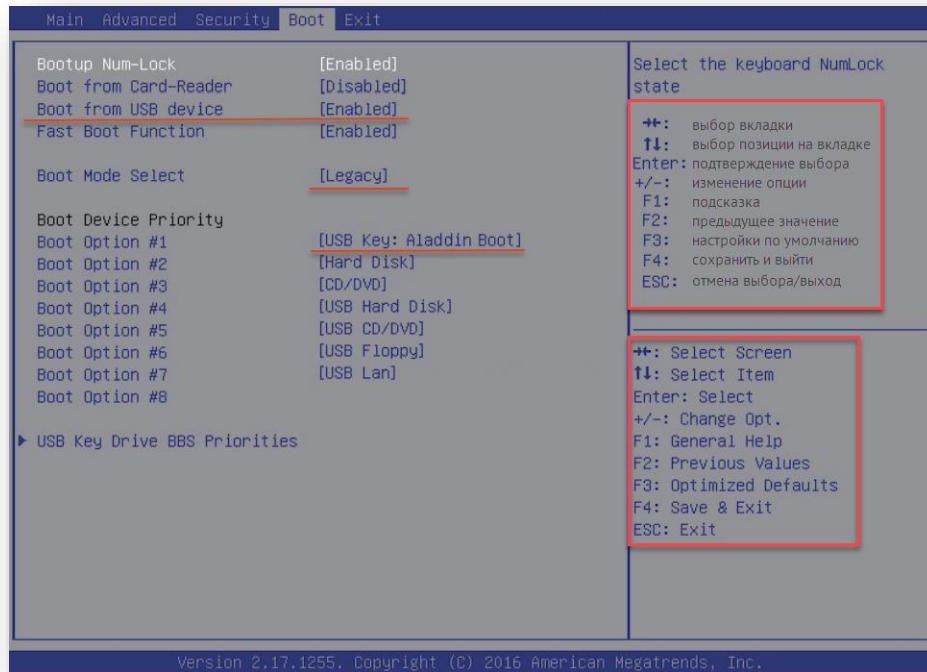 Main Advanced Security Boot Exit
Bootup Num-Lock [Enabled]
Boot from Card-Reader [Disabled]
Boot from USB device [Enabled]
Fast Boot Function [Enabled]
Boot Mode Select [Legacy]
Boot Device Priority
Boot Option #1 [USB Key: Aladdin Boot]
Boot Option #2 [Hard Disk]
Boot Option #3 [CD/DVD]
Boot Option #4 [USB Hard Disk]
Boot Option #5 [USB CD/DVD]
Boot Option #6 [USB Floppy]
Boot Option #7 [USB Lan]
Boot Option #8
USB Key Drive BBS Priorities
Select the keyboard NumLock
state
→←: выбор вкладки
↑↓: выбор позиции на вкладке
Enter: подтверждение выбора
+/-: изменение опции
F1: подсказка
F2: предыдущее значение
F3: настройки по умолчанию
F4: сохранить и выйти
ESC: отмена выбора/выход
→←: Select Screen
↑↓: Select Item
Enter: Select
+/-: Change Opt.
F1: General Help
F2: Previous Values
F3: Optimized Defaults
F4: Save & Exit
ESC: Exit
Version 2.17.1255. Copyright (C) 2016 American Megatrends, Inc.